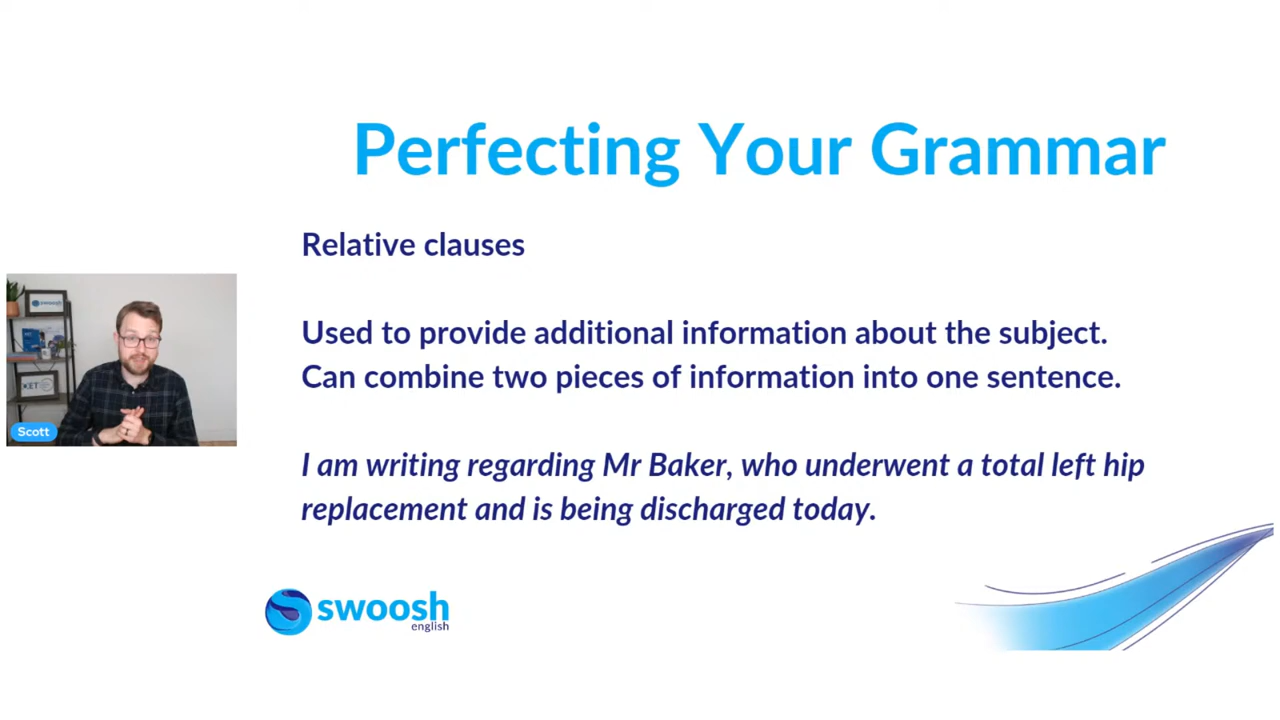 Perfecting Your Grammar
Relative clauses
Used to provide additional information about the subject.
Can combine two pieces of information into one sentence.
I am writing regarding Mr Baker, who underwent a total left hip
replacement and is being discharged today.
swoosh
Scott
swoosh
english